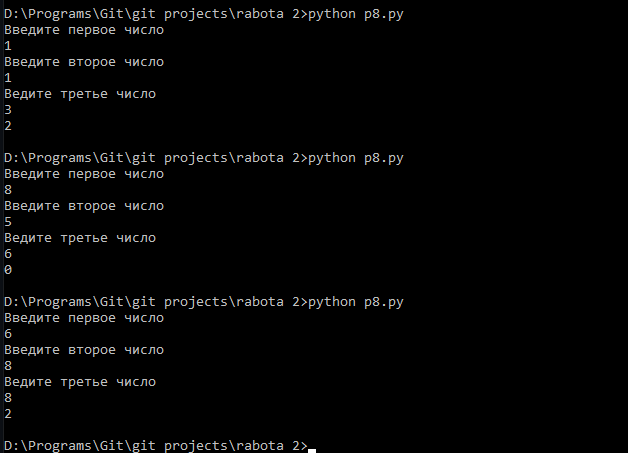 D:\Programs\Git\git projects\rabota 2>python p8.py
Введите первое число
1
Введите второе число
1
Ведите третье число
3
2
D:\Programs\Git\git projects\rabota 2>python p8.py
Введите первое число
8
Введите второе число
5
Ведите третье число
6
0
D:\Programs\Git\git projects\rabota 2>python p8.py
Введите первое число
6
Введите второе число
8
Ведите третье число
8
2
D:\Programs\Git\git projects\rabota 2>